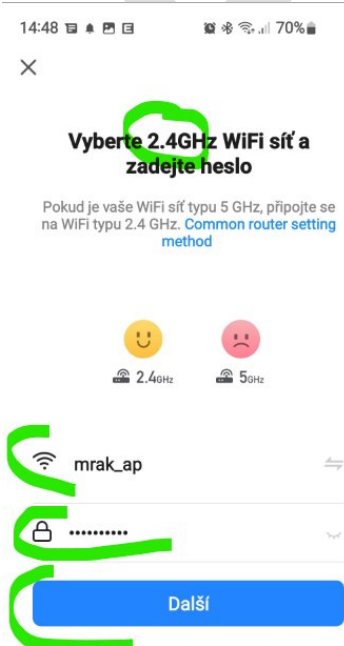 14:48 70%
Vyberte 2.4GHz WiFi síť a
zadejte heslo
Pokud je vaše WiFi síť typu 5 GHz, připojte se
na WiFi typu 2.4 GHz. Common router setting
method
2.4GHz 5GHz
mrak_ap
••••••••••
Další